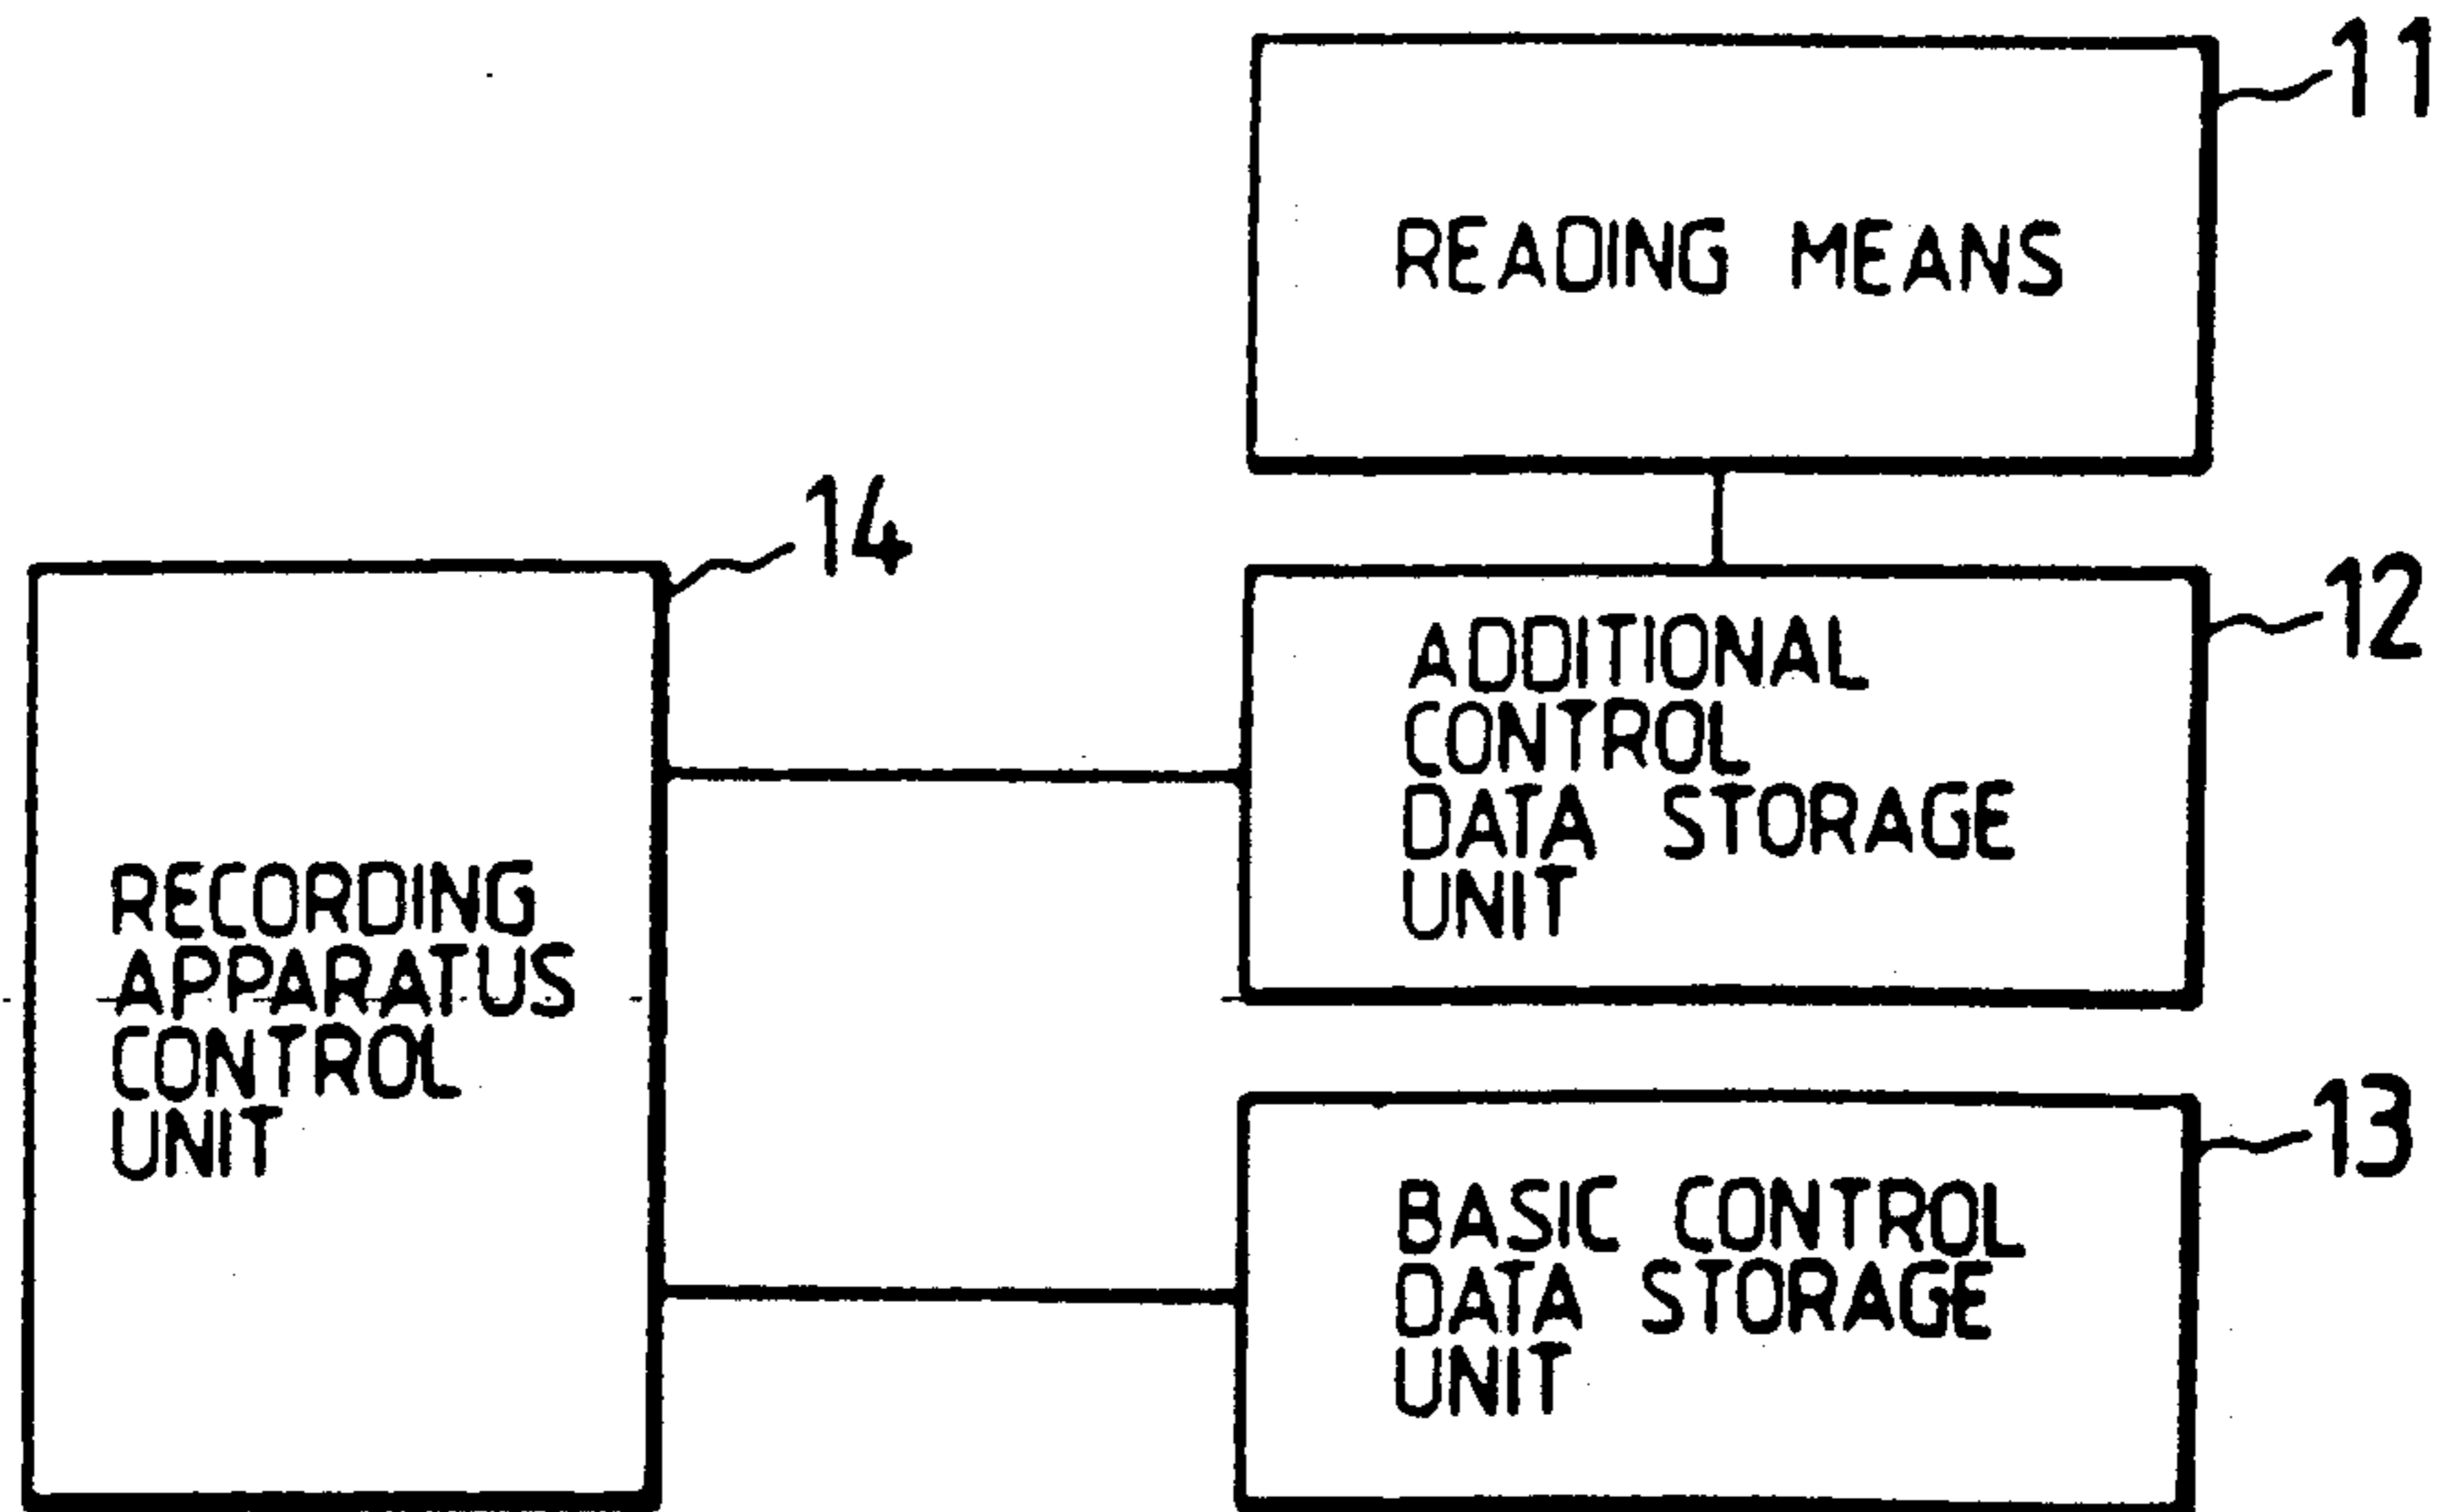 11
READING MEANS
14
12
ADDITIONAL
CONTROL
DATA STORAGE
UNIT
RECORDING
APPARATUS
CONTROL
UNIT
13
BASIC CONTROL
DATA STORAGE
UNIT